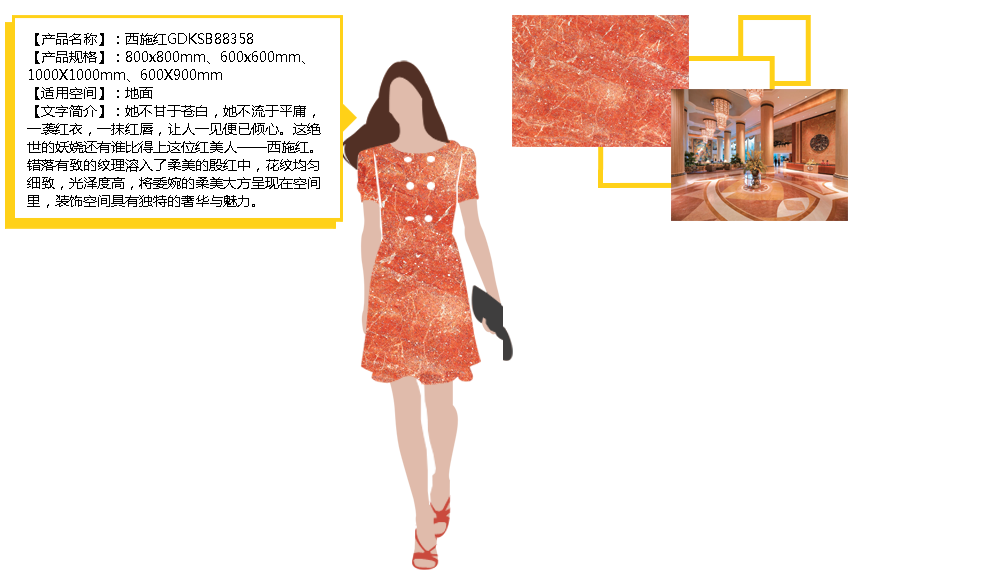 【产品名称】：西施红GDKSB88358
【产品规格】：800x800mm、600x600mm、
1000X1000mm、600X900mm
【适用空间】：地面
【文字简介】：她不甘于苍白，她不流于平庸，
一袭红衣，一抹红唇，让人一见便已倾心。这绝
世的妖娆还有谁比得上这位红美人——西施红。
错落有致的纹理溶入了柔美的殷红中，花纹均匀
细致，光泽度高，将委婉的柔美大方呈现在空间
里，装饰空间具有独特的奢华与魅力。